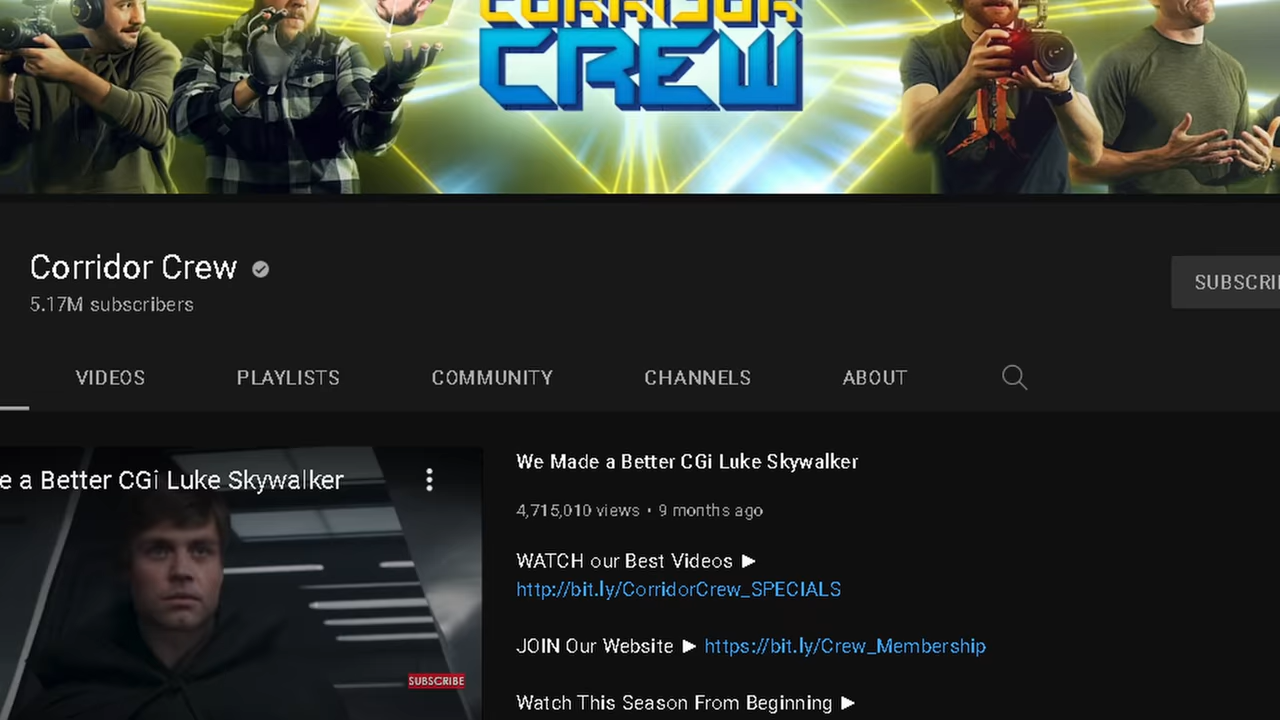 CORRIDOR
CREW
Corridor Crew
5.17M subscribers
SUBSCRI
VIDEOS
PLAYLISTS
COMMUNITY
CHANNELS
ABOUT
e a Better CGi Luke Skywalker
SUBSCRIBE
We Made a Better CGi Luke Skywalker
4,715,010 views • 9 months ago
WATCH our Best Videos ►
http://bit.ly/CorridorCrew_SPECIALS
JOIN Our Website ► https://bit.ly/Crew_Membership
Watch This Season From Beginning ►